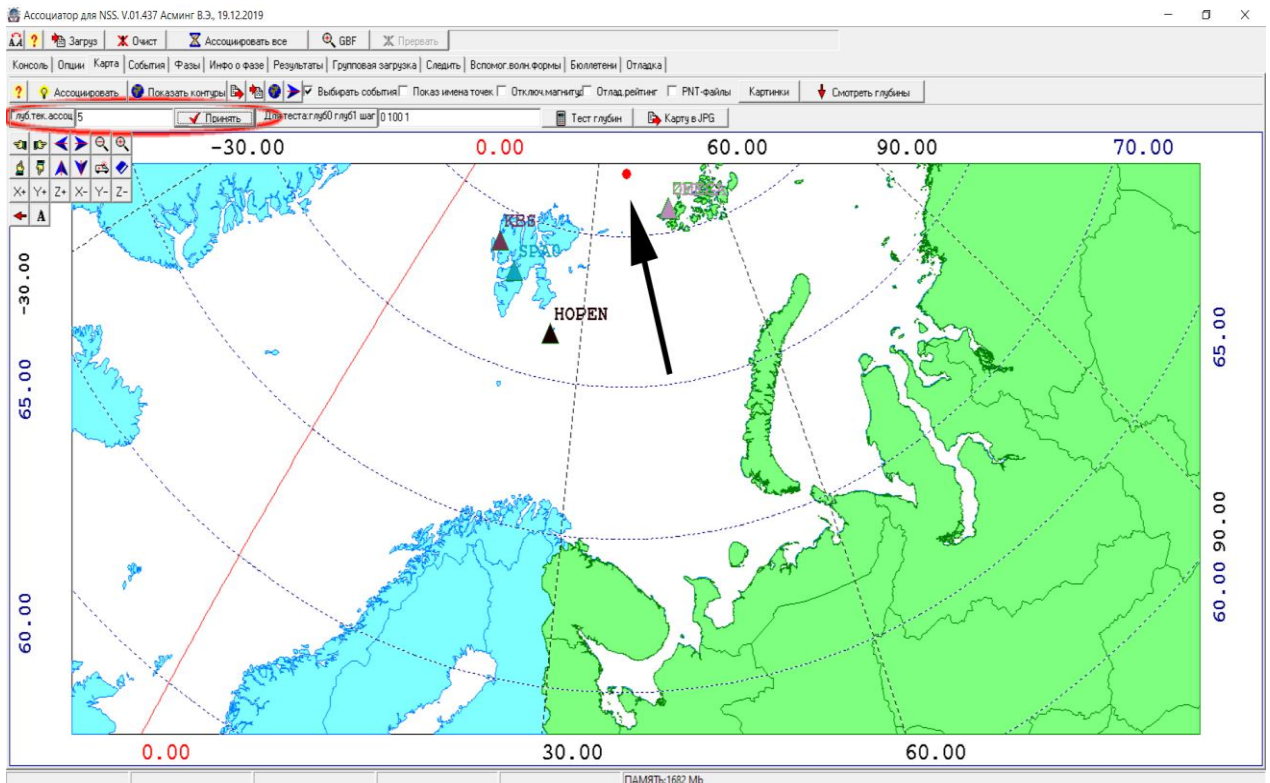 Ассоциатор для NSS. V.01.437 Асминг В.Э., 19.12.2019
? Загруз Очист Ассоциировать все GBF Прервать
Консоль Опции Карта События Фазы Инфо о фазе Результаты Групповая загрузка Следить Вспомог.волн.формы Бюллетени Отладка
? Ассоциировать Показать контуры Выбирать события Показ имена точек Отключ.магнитуд Отлад.рейтинг PNT-файлы Картинки Смотреть глубины
Глуб.тек.ассоц 5 Принять Для теста:глуб0 глуб1 шаг 0 100 1 Тест глубин Карту в JPG
-30.00 0.00 60.00 90.00 70.00
X+ Y+ Z+ X- Y- Z-
A
KBS
SPA0
HOPEN
-30.00
65.00
60.00
65.00
90.00
60.00
0.00 30.00 60.00
ПАМЯТЬ:1682 Mb